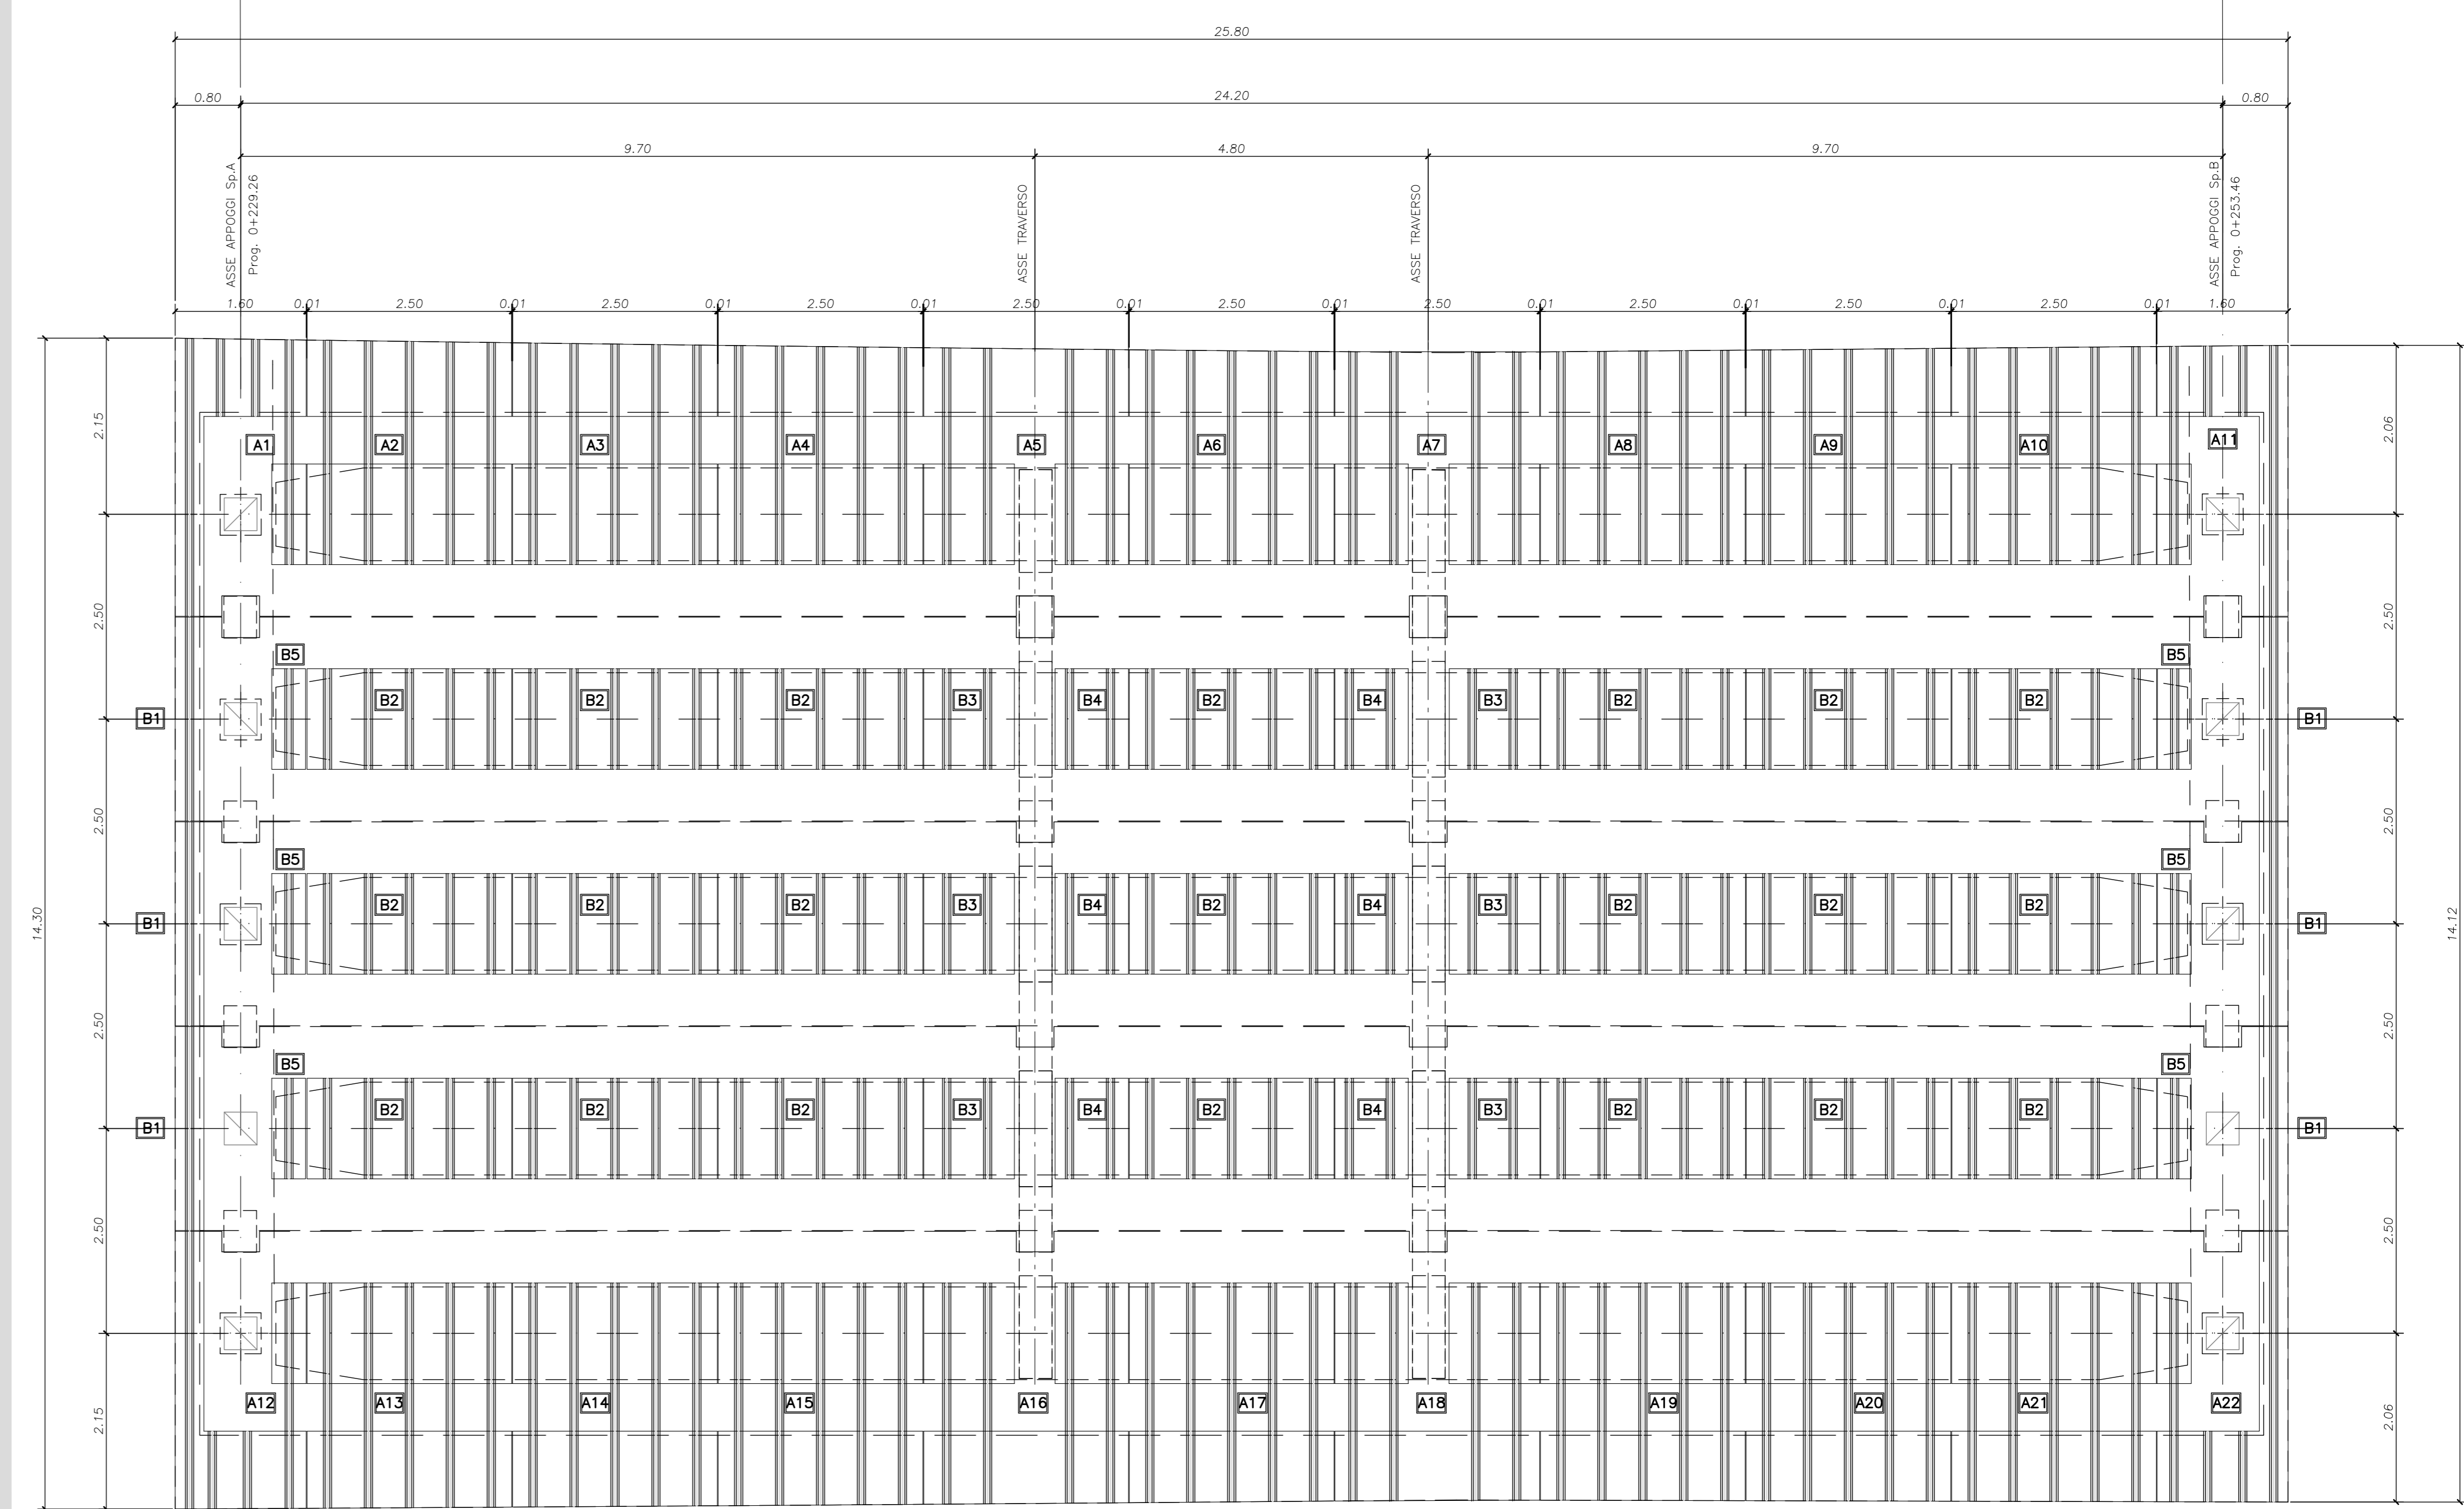 25.80
0.80
24.20
0.80
9.70
4.80
9.70
ASSE APPOGGI Sp.A
Prog. 0+229.26
ASSE TRAVERSO
ASSE TRAVERSO
ASSE APPOGGI Sp.B
Prog. 0+253.46
1.60 0.01 2.50 0.01 2.50 0.01 2.50 0.01 2.50 0.01 2.50 0.01 2.50 0.01 2.50 0.01 2.50 0.01 2.50 0.01 1.60
2.15
2.06
A1 A2 A3 A4 A5 A6 A7 A8 A9 A10 A11
2.50
2.50
B5
B5
B2 B2 B2 B3 B4 B2 B4 B3 B2 B2 B2
B1
B1
2.50
2.50
B5
B5
B2 B2 B2 B3 B4 B2 B4 B3 B2 B2 B2
14.30
B1
B1
14.12
2.50
2.50
B5
B5
B2 B2 B2 B3 B4 B2 B4 B3 B2 B2 B2
B1
B1
2.50
2.50
A12 A13 A14 A15 A16 A17 A18 A19 A20 A21 A22
2.15
2.06